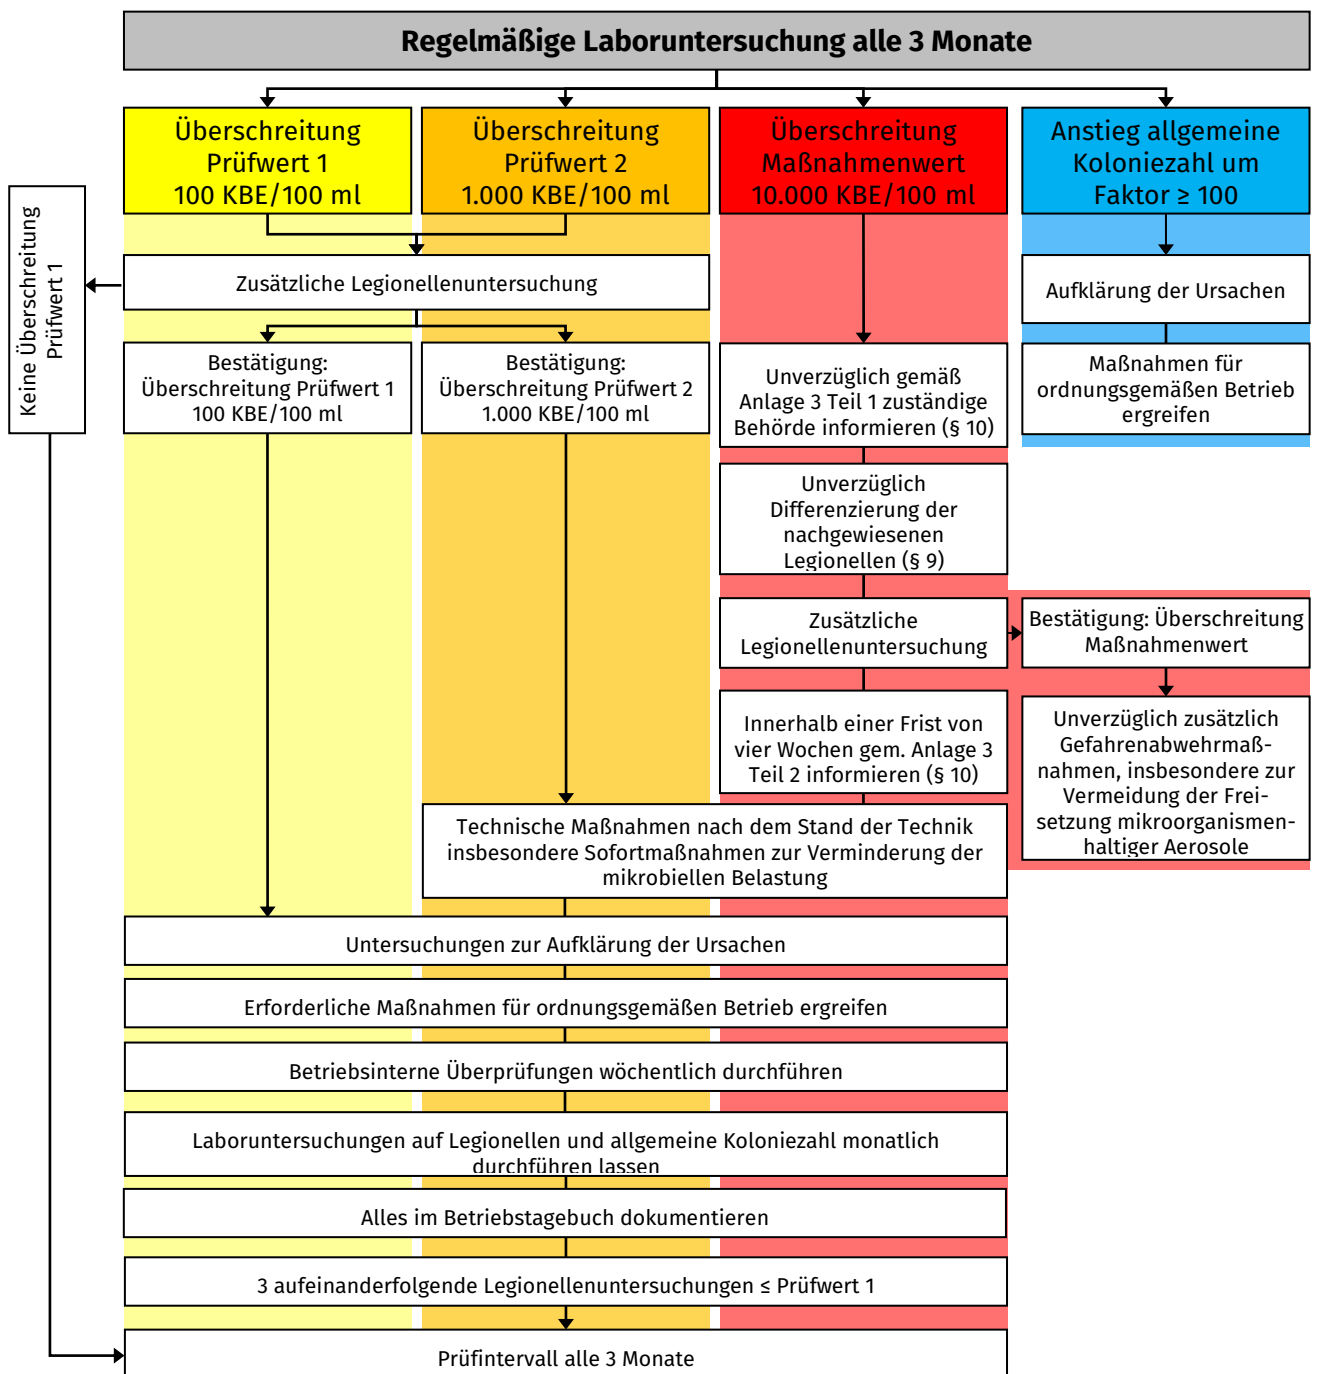 Regelmäßige Laboruntersuchung alle 3 Monate
Überschreitung
Prüfwert 1
100 KBE/100 ml
Überschreitung
Prüfwert 2
1.000 KBE/100 ml
Überschreitung
Maßnahmenwert
10.000 KBE/100 ml
Anstieg allgemeine
Koloniezahl um
Faktor ≥ 100
Keine Überschreitung
Prüfwert 1
Zusätzliche Legionellenuntersuchung
Aufklärung der Ursachen
Bestätigung:
Überschreitung Prüfwert 1
100 KBE/100 ml
Bestätigung:
Überschreitung Prüfwert 2
1.000 KBE/100 ml
Unverzüglich gemäß
Anlage 3 Teil 1 zuständige
Behörde informieren (§ 10)
Maßnahmen für
ordnungsgemäßen Betrieb
ergreifen
Unverzüglich
Differenzierung der
nachgewiesenen
Legionellen (§ 9)
Zusätzliche
Legionellenuntersuchung
Bestätigung: Überschreitung
Maßnahmenwert
Innerhalb einer Frist von
vier Wochen gem. Anlage 3
Teil 2 informieren (§ 10)
Unverzüglich zusätzlich
Gefahrenabwehrmaß-
nahmen, insbesondere zur
Vermeidung der Frei-
setzung mikroorganismen-
haltiger Aerosole
Technische Maßnahmen nach dem Stand der Technik
insbesondere Sofortmaßnahmen zur Verminderung der
mikrobiellen Belastung
Untersuchungen zur Aufklärung der Ursachen
Erforderliche Maßnahmen für ordnungsgemäßen Betrieb ergreifen
Betriebsinterne Überprüfungen wöchentlich durchführen
Laboruntersuchungen auf Legionellen und allgemeine Koloniezahl monatlich
durchführen lassen
Alles im Betriebstagebuch dokumentieren
3 aufeinanderfolgende Legionellenuntersuchungen ≤ Prüfwert 1
Prüfintervall alle 3 Monate